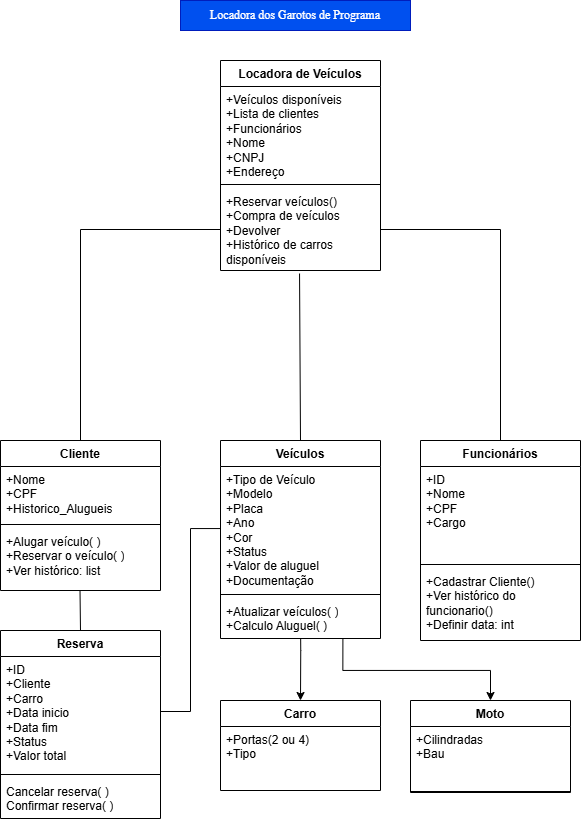 Locadora dos Garotos de Programa
Locadora de Veículos
+Veículos disponíveis
+Lista de clientes
+Funcionários
+Nome
+CNPJ
+Endereço
+Reservar veículos()
+Compra de veículos
+Devolver
+Histórico de carros
disponíveis
Cliente
+Nome
+CPF
+Historico_Alugueis
+Alugar veículo( )
+Reservar o veículo( )
+Ver histórico: list
Veículos
+Tipo de Veículo
+Modelo
+Placa
+Ano
+Cor
+Status
+Valor de aluguel
+Documentação
+Atualizar veículos( )
+Calculo Aluguel( )
Funcionários
+ID
+Nome
+CPF
+Cargo
+Cadastrar Cliente()
+Ver histórico do
funcionario()
+Definir data: int
Reserva
+ID
+Cliente
+Carro
+Data inicio
+Data fim
+Status
+Valor total
Cancelar reserva( )
Confirmar reserva( )
Carro
+Portas(2 ou 4)
+Tipo
Moto
+Cilindradas
+Bau